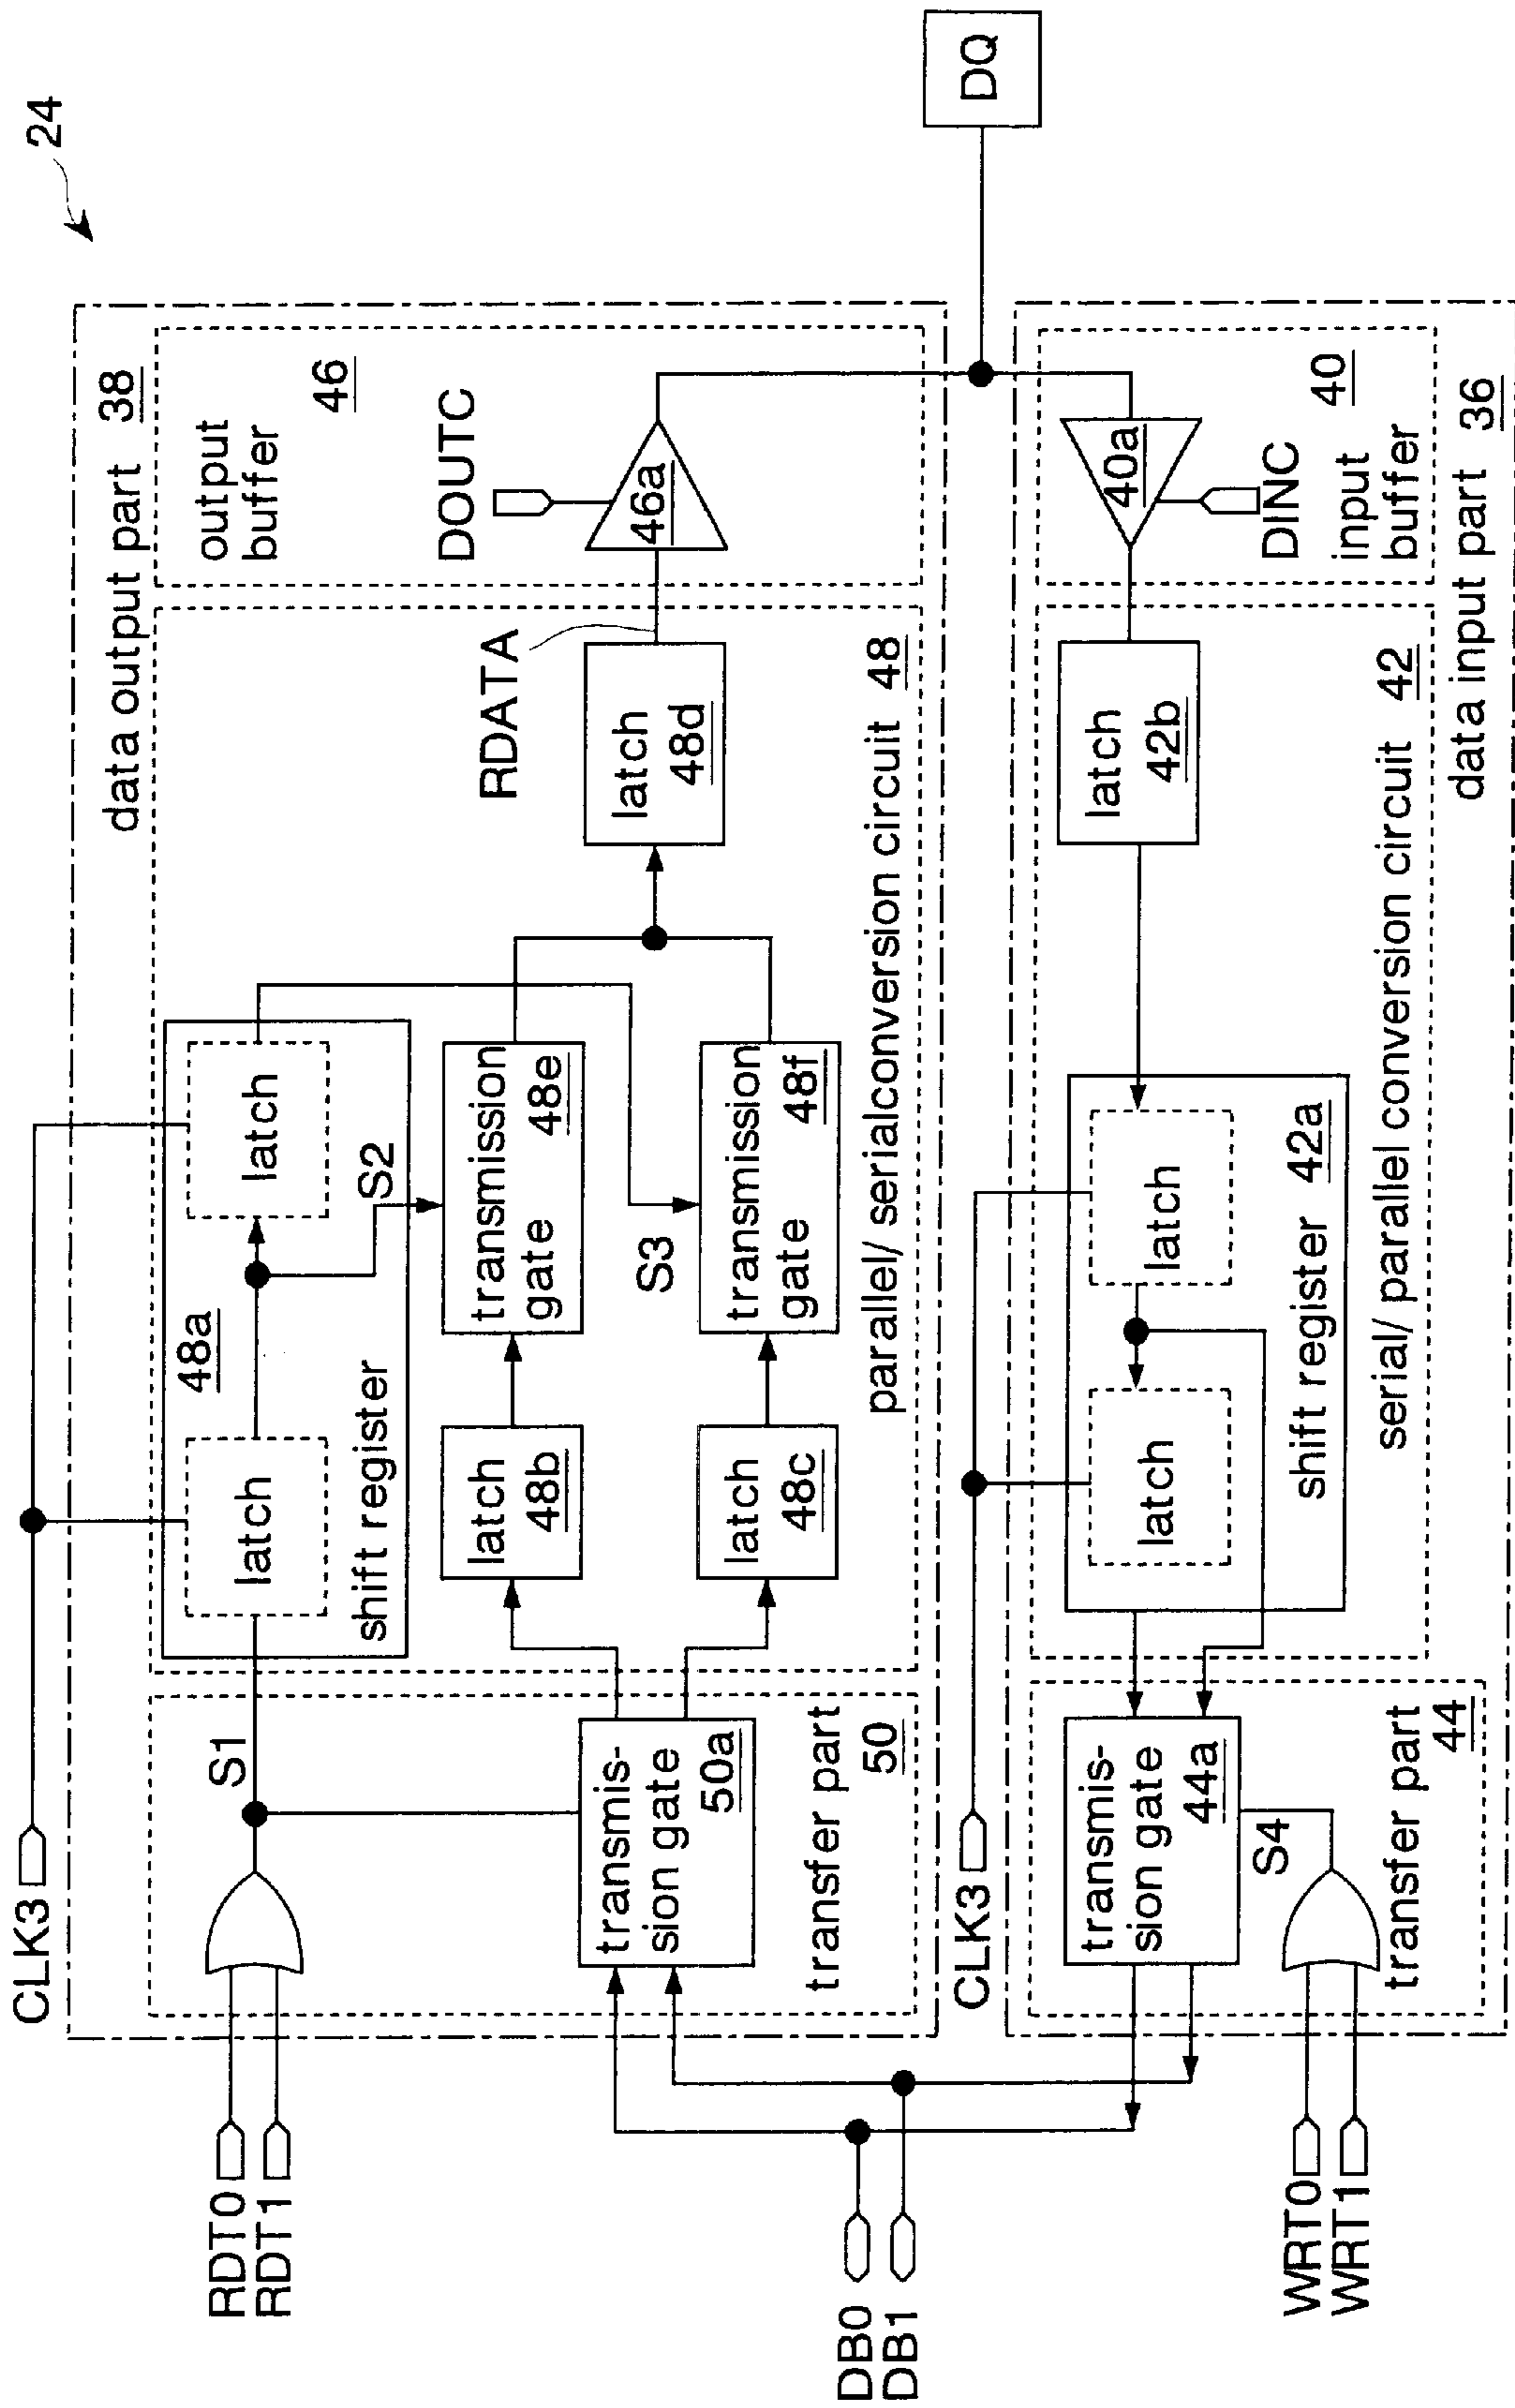 24
CLK3
data output part 38
RDT0
RDT1
S1
latch
48a
shift register
latch
S2
output
buffer
46
DOUTC
46a
RDATA
latch
48d
transmission
gate
48e
S3
transmission
gate
48f
latch
48b
latch
48c
parallel/ serialconversion circuit 48
transmis-
sion gate
50a
transfer part
50
DB0
DB1
DQ
CLK3
transmis-
sion gate
44a
S4
transfer part
44
WRT0
WRT1
latch
latch
shift register 42a
latch
42b
serial/ parallel conversion circuit 42
40a
DINC
input
buffer
40
data input part 36